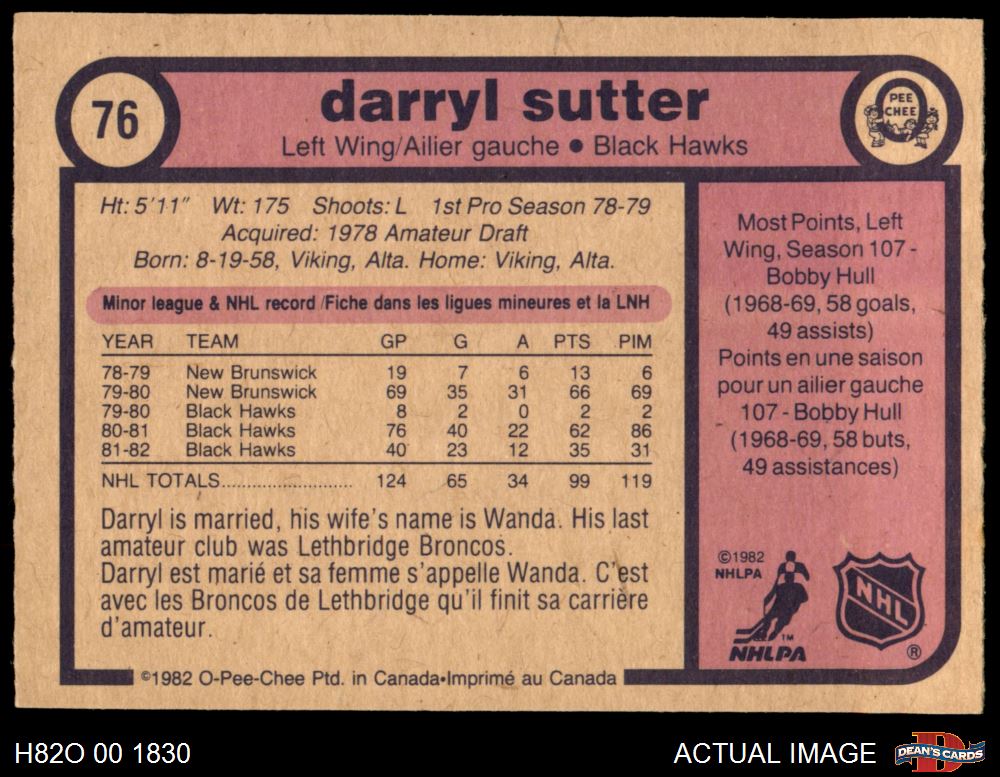 76
darryl sutter
Left Wing/Ailier gauche • Black Hawks
O
PEE
CHEE
Ht: 5'11" Wt: 175 Shoots: L 1st Pro Season 78-79
Acquired: 1978 Amateur Draft
Born: 8-19-58, Viking, Alta. Home: Viking, Alta.
Minor league & NHL record/Fiche dans les ligues mineures et la LNH
YEAR TEAM GP G A PTS PIM
78-79 New Brunswick 19 7 6 13 6
79-80 New Brunswick 69 35 31 66 69
79-80 Black Hawks 8 2 0 2 2
80-81 Black Hawks 76 40 22 62 86
81-82 Black Hawks 40 23 12 35 31
NHL TOTALS.......................... 124 65 34 99 119
Darryl is married, his wife's name is Wanda. His last
amateur club was Lethbridge Broncos.
Darryl est marié et sa femme s'appelle Wanda. C'est
avec les Broncos de Lethbridge qu'il finit sa carrière
d'amateur.
Most Points, Left
Wing, Season 107 -
Bobby Hull
(1968-69, 58 goals,
49 assists)
Points en une saison
pour un ailier gauche
107 - Bobby Hull
(1968-69, 58 buts,
49 assistances)
©1982
NHLPA
TM
NHLPA
NHL
®
©1982 O-Pee-Chee Ptd. in Canada•Imprimé au Canada
H82O 00 1830
ACTUAL IMAGE
D
DEAN'S CARDS